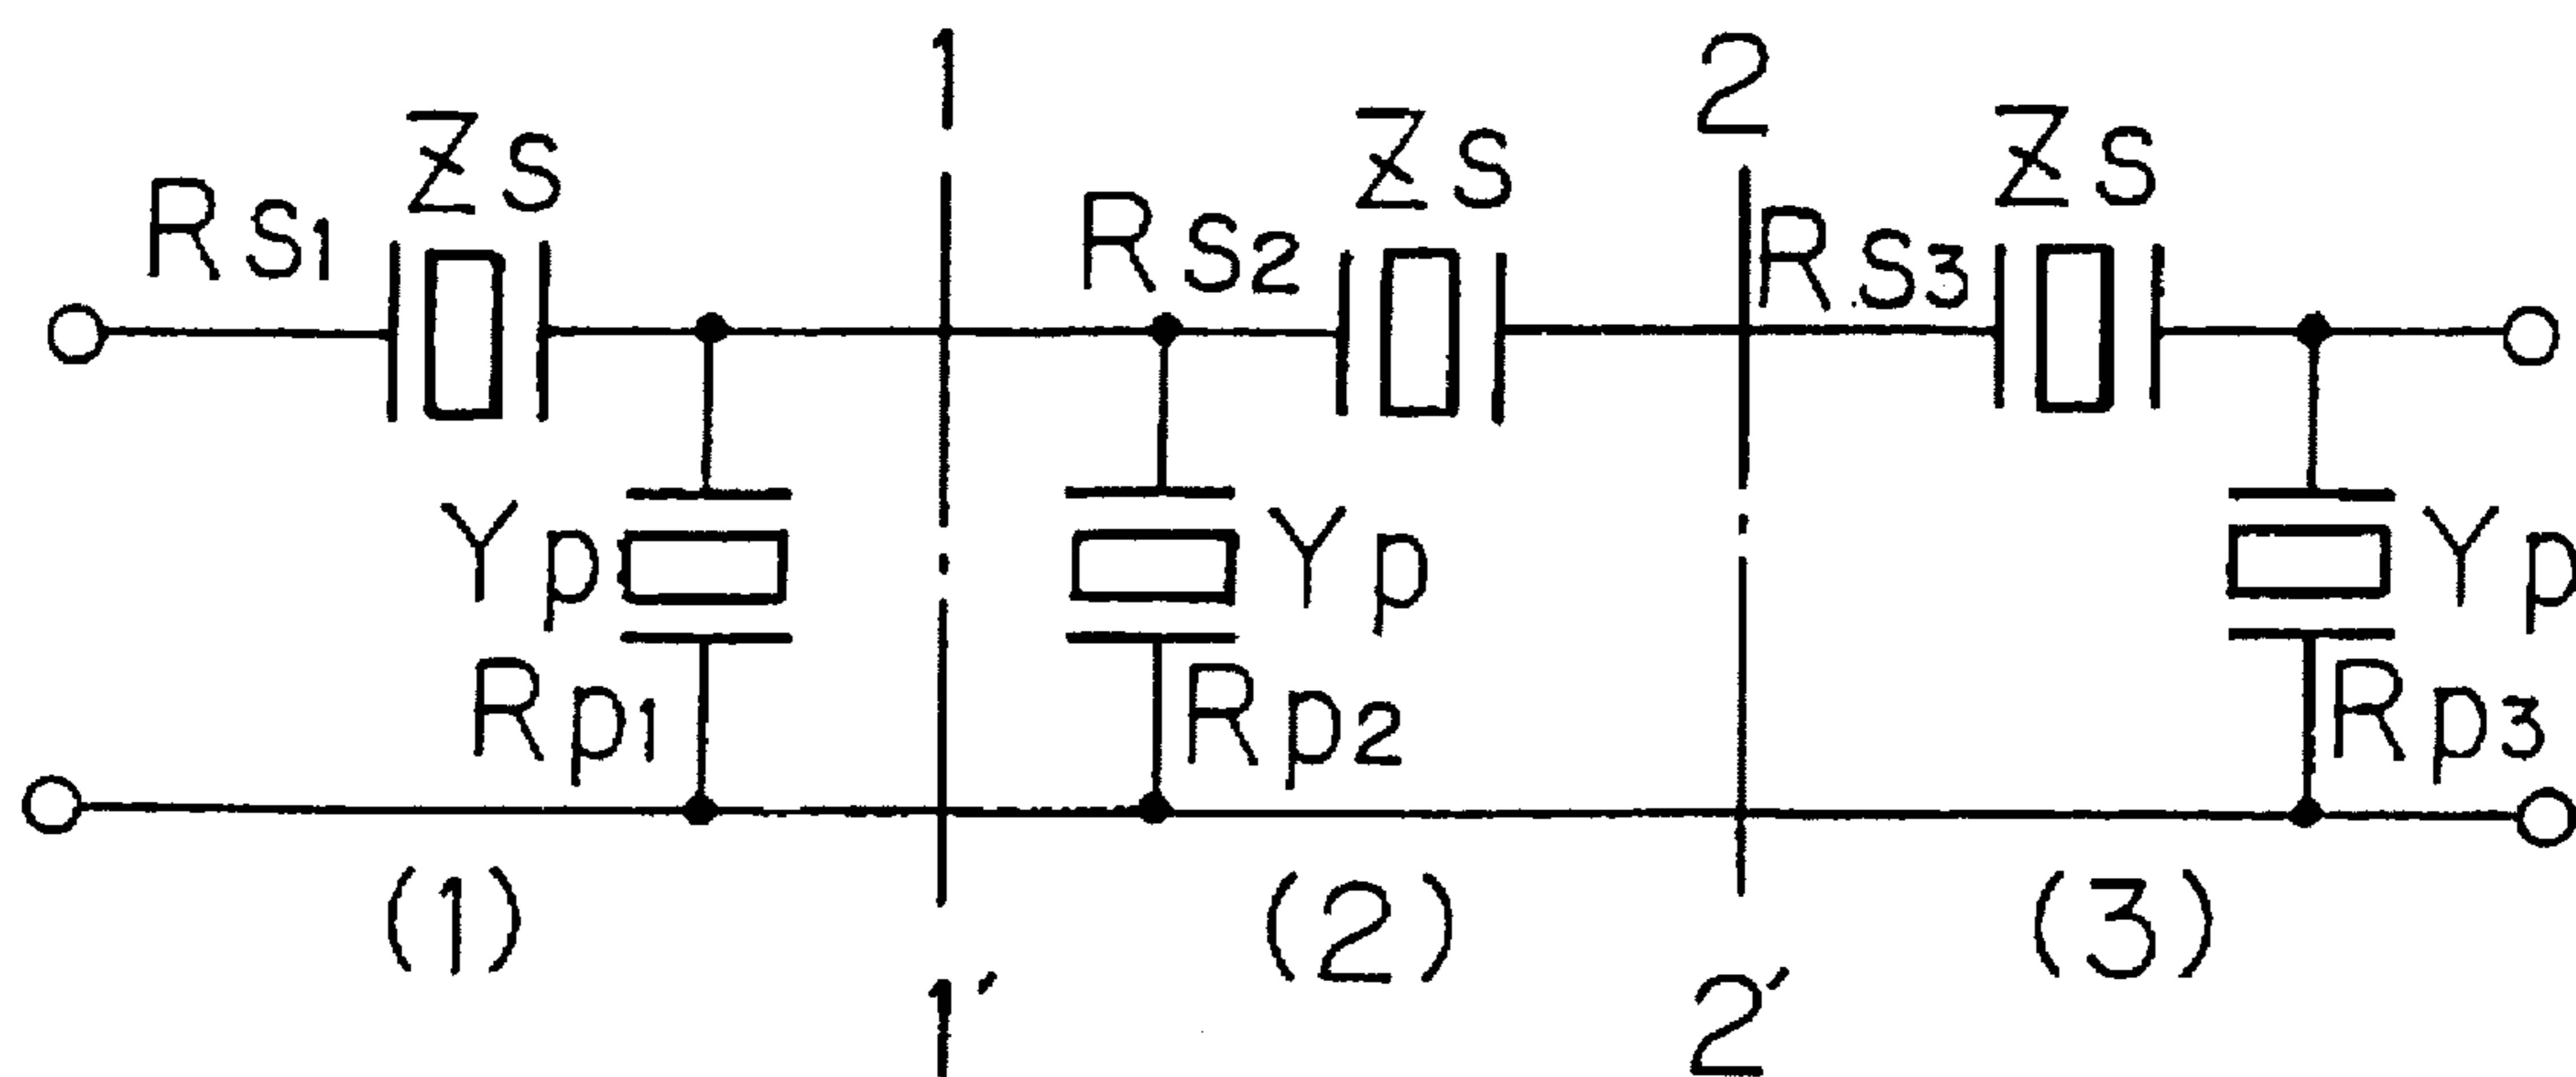 1 2
Zs Zs Zs
Rs1 Rs2 Rs3
Yp Yp Yp
Rp1 Rp2 Rp3
(1) (2) (3)
1' 2'